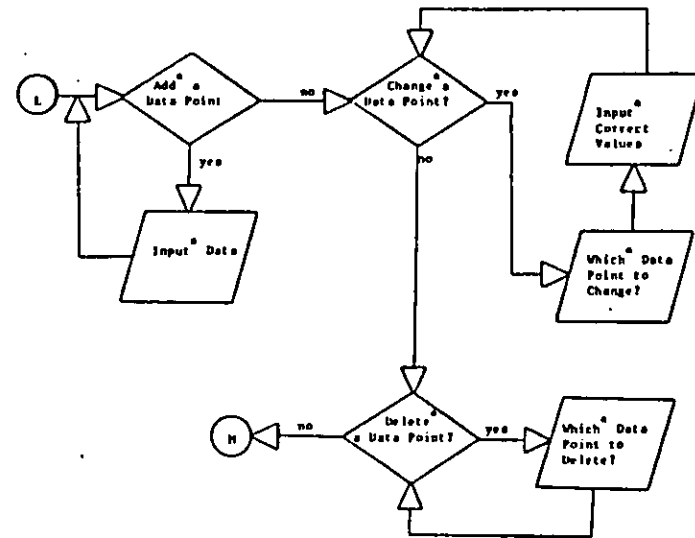 L
Add a
Data Point
no
Change a
Data Point?
yes
Input
Correct
Values
yes
no
Input Data
Which Data
Point to
Change?
M
no
Delete
a Data Point?
yes
Which Data
Point to
Delete?